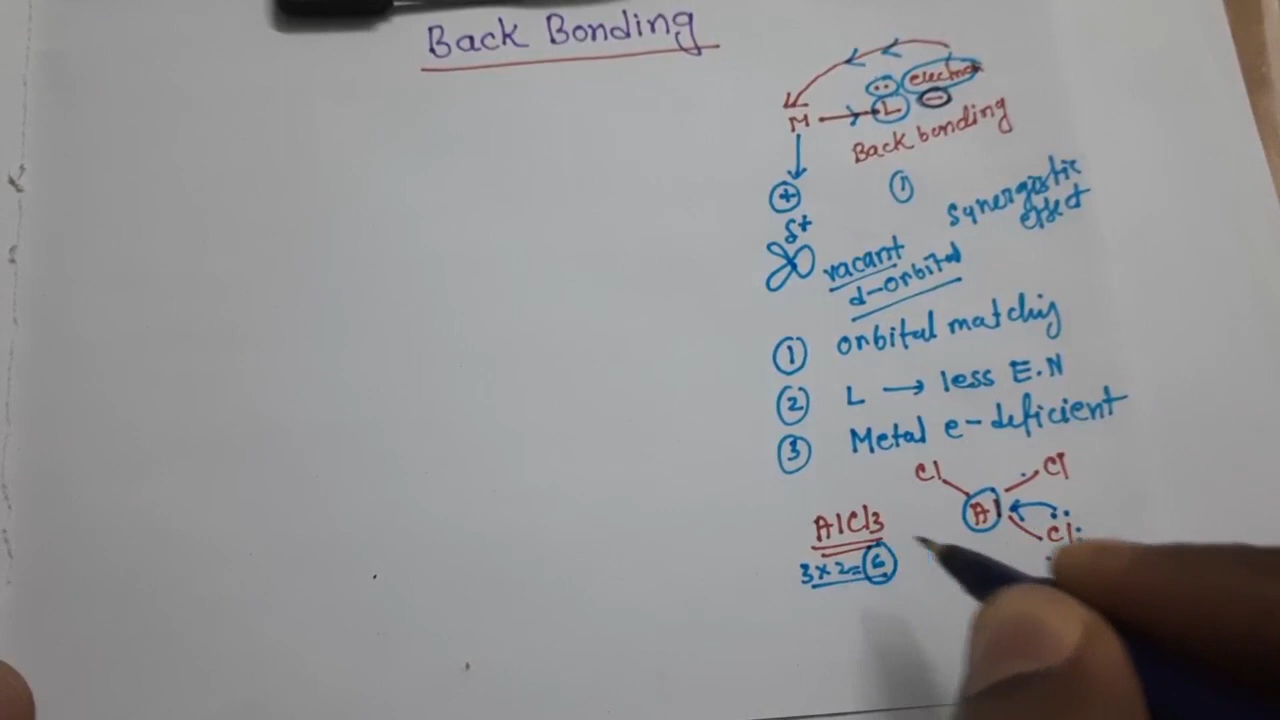 Back Bonding
electron
M → L -
Back bonding
+ 1
δ+ Synergistic
effect
vacant
d-orbital
1 orbital matchig
2 L → less E.N
3 Metal e-deficient
Cl Cl
AlCl3 Al
Cl
3×2=6